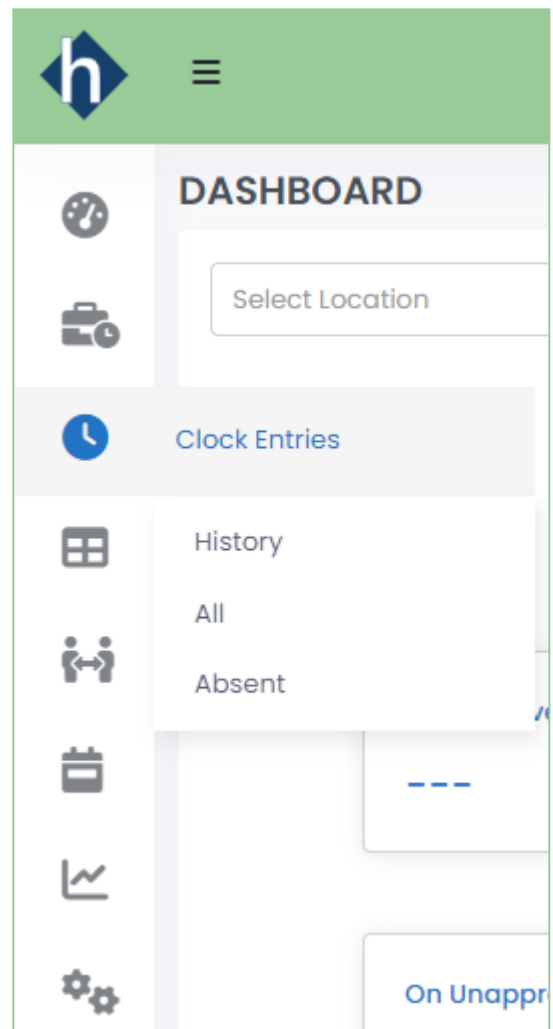 h
DASHBOARD
Select Location
Clock Entries
History
All
Absent
---
On Unappr